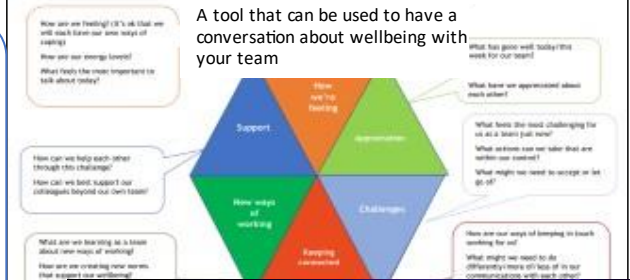 How are we feeling? (It's ok that we
will each have our own ways of
coping)
How are our energy levels?
What feels the most important to
talk about today?
A tool that can be used to have a
conversation about wellbeing with
your team
What has gone well today/this
week for our team?
What have we appreciated about
each other?
How
we're
feeling
Support
Appreciation
What feels the most challenging for
us as a team just now?
What actions can we take that are
within our control?
What might we need to accept or let
go of?
How can we help each other
through this challenge?
How can we best support our
colleagues beyond our own team?
New ways
of
working
Challenges
Keeping
connected
What are we learning as a team
about new ways of working?
How are we creating new norms
that support our wellbeing?
How are our ways of keeping in touch
working for us?
What might we need to do
differently/more of/less of in our
communications with each other?